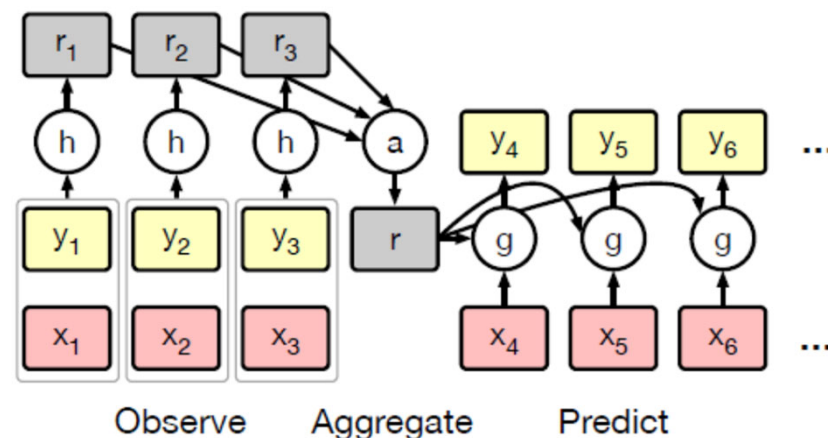 r₁ r₂ r₃
h h h a y₄ y₅ y₆ ...
y₁ y₂ y₃ r g g g
x₁ x₂ x₃ x₄ x₅ x₆ ...
Observe Aggregate Predict